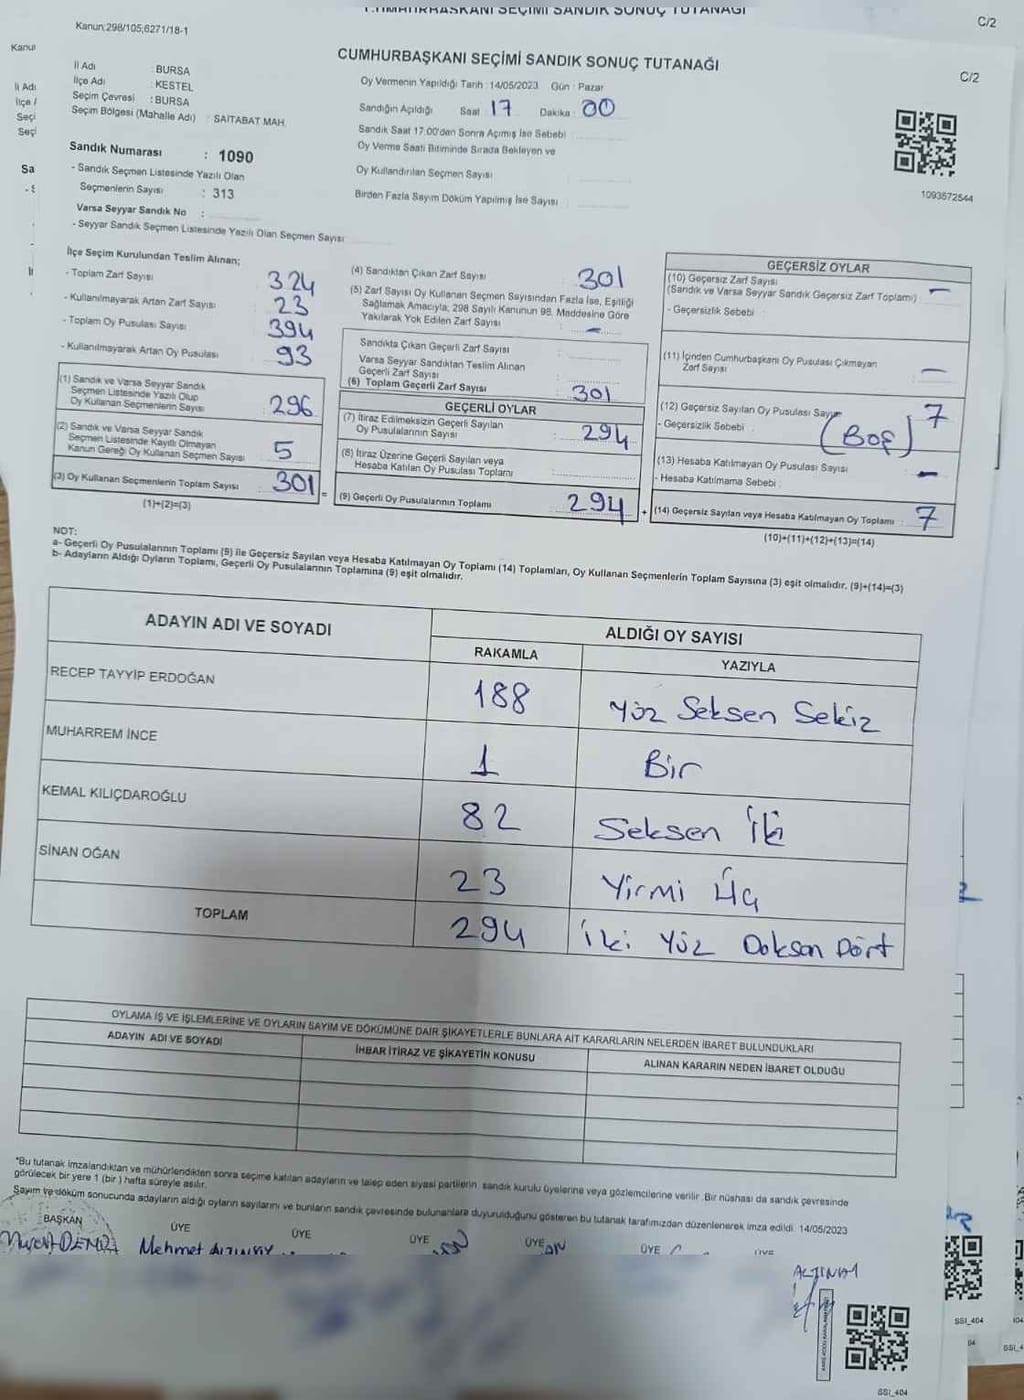 C/2
Kanun:298/105;6271/18-1
CUMHURBAŞKANI SEÇİMİ SANDIK SONUÇ TUTANAĞI
C/2
İl Adı : BURSA
İlçe Adı : KESTEL
Seçim Çevresi : BURSA
Seçim Bölgesi (Mahalle Adı) : SAİTABAT MAH.
Sandık Numarası : 1090
- Sandık Seçmen Listesinde Yazılı Olan
Seçmenlerin Sayısı : 313
Varsa Seyyar Sandık No :
- Seyyar Sandık Seçmen Listesinde Yazılı Olan Seçmen Sayısı
Oy Vermenin Yapıldığı Tarih : 14/05/2023 Gün : Pazar
Sandığın Açıldığı Saat : 17 Dakika : 00
Sandık Saat 17:00'den Sonra Açılmış İse Sebebi :
Oy Verme Saati Bitiminde Sırada Bekleyen ve
Oy Kullandırılan Seçmen Sayısı
Birden Fazla Sayım Döküm Yapılmış İse Sayısı :
1093572544
İlçe Seçim Kurulundan Teslim Alınan;
- Toplam Zarf Sayısı 324
- Kullanılmayarak Artan Zarf Sayısı 23
- Toplam Oy Pusulası Sayısı 394
- Kullanılmayarak Artan Oy Pusulası 93
(1) Sandık ve Varsa Seyyar Sandık
Seçmen Listesinde Yazılı Olup
Oy Kullanan Seçmenlerin Sayısı 296
(2) Sandık ve Varsa Seyyar Sandık
Seçmen Listesinde Kayıtlı Olmayan
Kanun Gereği Oy Kullanan Seçmen Sayısı 5
(3) Oy Kullanan Seçmenlerin Toplam Sayısı 301 =
(1)+(2)=(3)
(4) Sandıktan Çıkan Zarf Sayısı 301
(5) Zarf Sayısı Oy Kullanan Seçmen Sayısından Fazla İse, Eşitliği
Sağlamak Amacıyla, 298 Sayılı Kanunun 98. Maddesine Göre
Yakılarak Yok Edilen Zarf Sayısı : -
Sandıkta Çıkan Geçerli Zarf Sayısı
Varsa Seyyar Sandıktan Teslim Alınan
Geçerli Zarf Sayısı
(6) Toplam Geçerli Zarf Sayısı 301
GEÇERLİ OYLAR
(7) İtiraz Edilmeksizin Geçerli Sayılan
Oy Pusulalarının Sayısı : 294
(8) İtiraz Üzerine Geçerli Sayılan veya
Hesaba Katılan Oy Pusulası Toplamı
(9) Geçerli Oy Pusulalarının Toplamı : 294 +
GEÇERSİZ OYLAR
(10) Geçersiz Zarf Sayısı
(Sandık ve Varsa Seyyar Sandık Geçersiz Zarf Toplamı) -
- Geçersizlik Sebebi :
(11) İçinden Cumhurbaşkanı Oy Pusulası Çıkmayan
Zarf Sayısı -
(12) Geçersiz Sayılan Oy Pusulası Sayısı 7
- Geçersizlik Sebebi : (Boş)
(13) Hesaba Katılmayan Oy Pusulası Sayısı -
- Hesaba Katılmama Sebebi :
(14) Geçersiz Sayılan veya Hesaba Katılmayan Oy Toplamı : 7
(10)+(11)+(12)+(13)=(14)
NOT:
a- Geçerli Oy Pusulalarının Toplamı (9) ile Geçersiz Sayılan veya Hesaba Katılmayan Oy Toplamı (14) Toplamları, Oy Kullanan Seçmenlerin Toplam Sayısına (3) eşit olmalıdır. (9)+(14)=(3)
b- Adayların Aldığı Oyların Toplamı, Geçerli Oy Pusulalarının Toplamına (9) eşit olmalıdır.
ADAYIN ADI VE SOYADI
ALDIĞI OY SAYISI
RAKAMLA YAZIYLA
RECEP TAYYİP ERDOĞAN 188 Yüz Seksen Sekiz
MUHARREM İNCE 1 Bir
KEMAL KILIÇDAROĞLU 82 Seksen İki
SİNAN OĞAN 23 Yirmi Üç
TOPLAM 294 İki Yüz Doksan Dört
OYLAMA İŞ VE İŞLEMLERİNE VE OYLARIN SAYIM VE DÖKÜMÜNE DAİR ŞİKAYETLERLE BUNLARA AİT KARARLARIN NELERDEN İBARET BULUNDUKLARI
ADAYIN ADI VE SOYADI
İHBAR İTİRAZ VE ŞİKAYETİN KONUSU
ALINAN KARARIN NEDEN İBARET OLDUĞU
*Bu tutanak imzalandıktan ve mühürlendikten sonra seçime katılan adayların ve talep eden siyasi partilerin sandık kurulu üyelerine veya gözlemcilerine verilir. Bir nüshası da sandık çevresinde
görülecek bir yere 1 (bir) hafta süreyle asılır.
Sayım ve döküm sonucunda adayların aldığı oyların sayılarını ve bunların sandık çevresinde bulunanlara duyurulduğunu gösteren bu tutanak tarafımızdan düzenlenerek imza edildi. 14/05/2023
BAŞKAN ÜYE ÜYE ÜYE ÜYE ÜYE
Mehmet
SSI_404
SSI_404